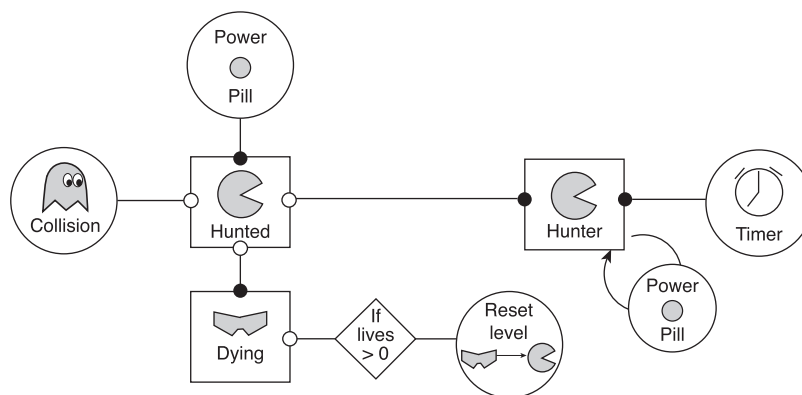 Power
Pill
Collision
Hunted
Hunter
Timer
Power
Pill
Dying
If
lives
> 0
Reset
level